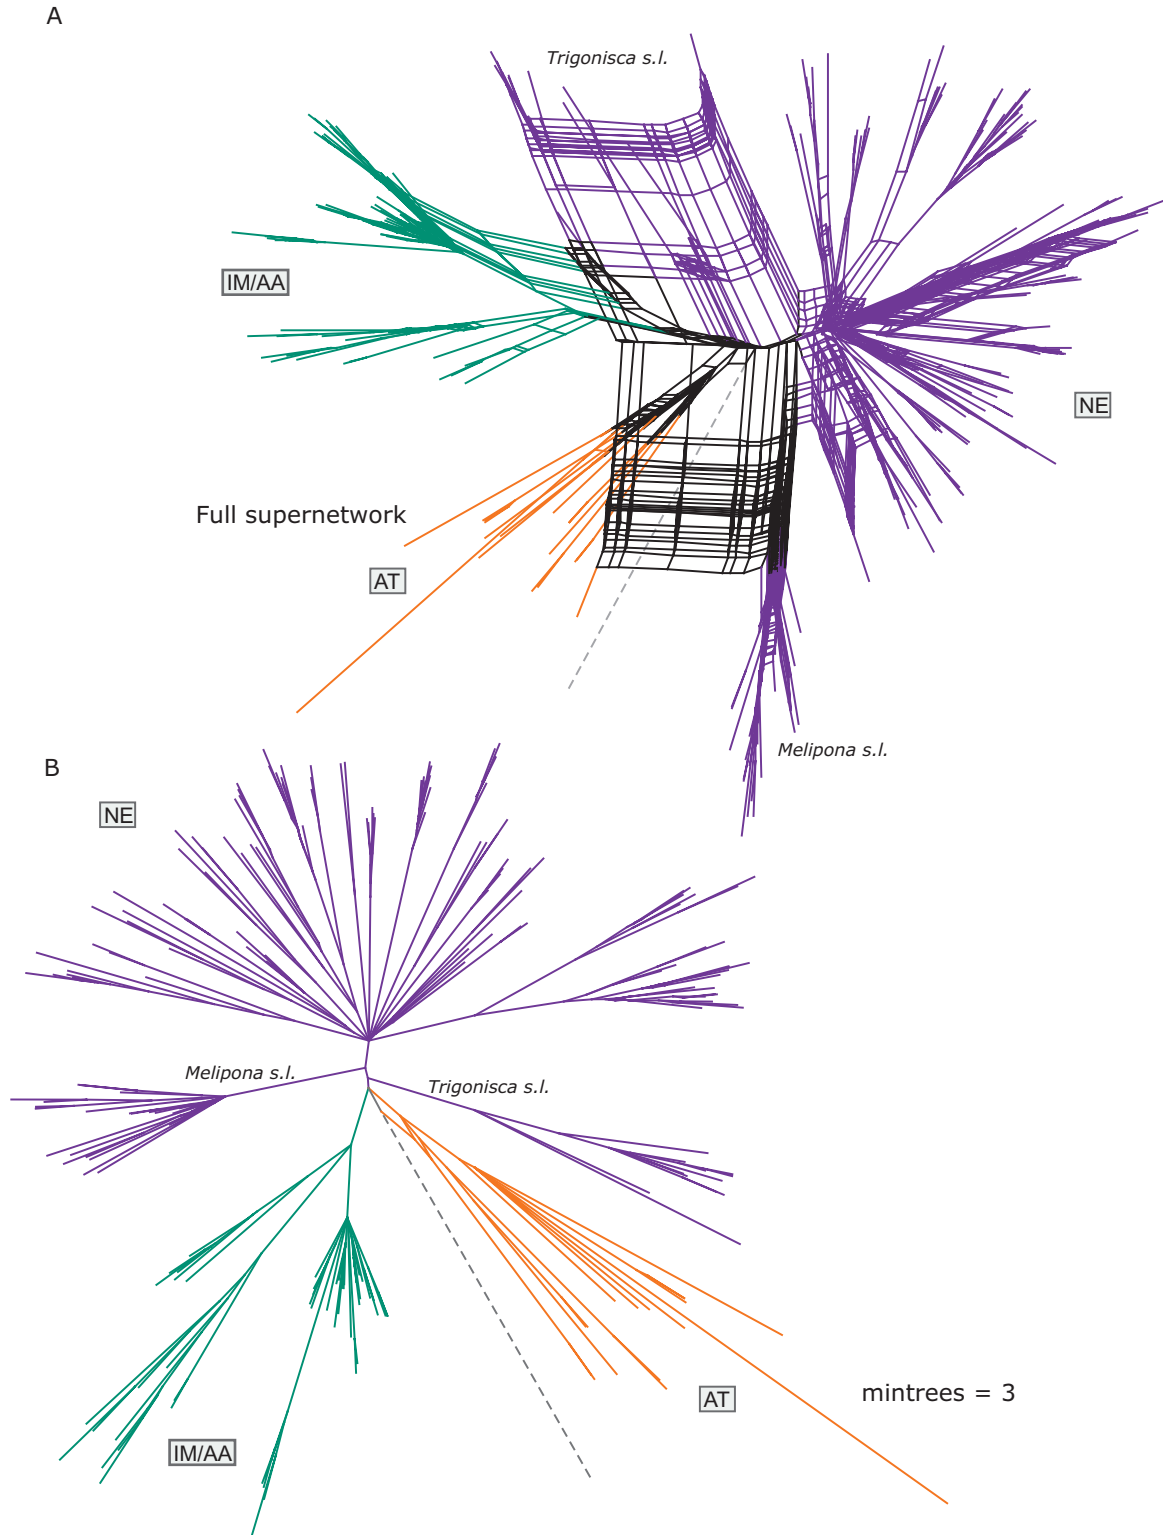 A
Trigonisca s.l.
IM/AA
NE
Full supernetwork
AT
Melipona s.l.
B
NE
Melipona s.l.
Trigonisca s.l.
AT
mintrees = 3
IM/AA